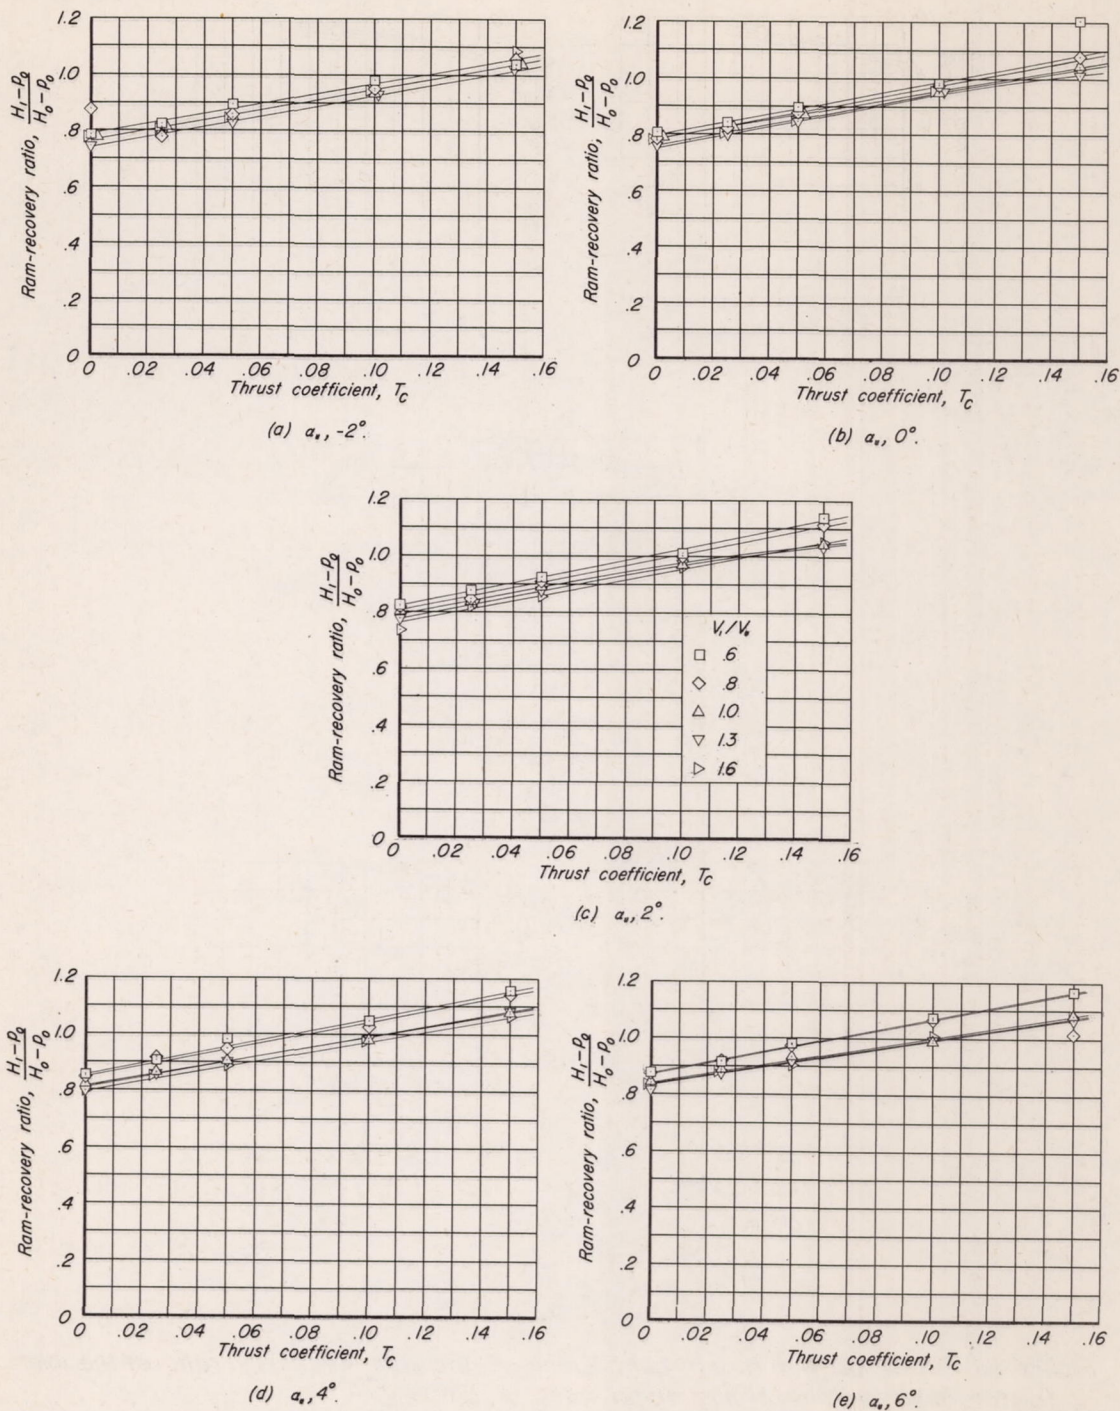 1.2
1.0
.8
.6
.4
.2
0
Ram-recovery ratio, H₁-p₀ / H₀-p₀
0 .02 .04 .06 .08 .10 .12 .14 .16
Thrust coefficient, Tc
(a) αᵤ, -2°.
1.2
1.0
.8
.6
.4
.2
0
Ram-recovery ratio, H₁-p₀ / H₀-p₀
0 .02 .04 .06 .08 .10 .12 .14 .16
Thrust coefficient, Tc
(b) αᵤ, 0°.
1.2
1.0
.8
.6
.4
.2
0
Ram-recovery ratio, H₁-p₀ / H₀-p₀
V₁/V₀
.6
.8
1.0
1.3
1.6
0 .02 .04 .06 .08 .10 .12 .14 .16
Thrust coefficient, Tc
(c) αᵤ, 2°.
1.2
1.0
.8
.6
.4
.2
0
Ram-recovery ratio, H₁-p₀ / H₀-p₀
0 .02 .04 .06 .08 .10 .12 .14 .16
Thrust coefficient, Tc
(d) αᵤ, 4°.
1.2
1.0
.8
.6
.4
.2
0
Ram-recovery ratio, H₁-p₀ / H₀-p₀
0 .02 .04 .06 .08 .10 .12 .14 .16
Thrust coefficient, Tc
(e) αᵤ, 6°.